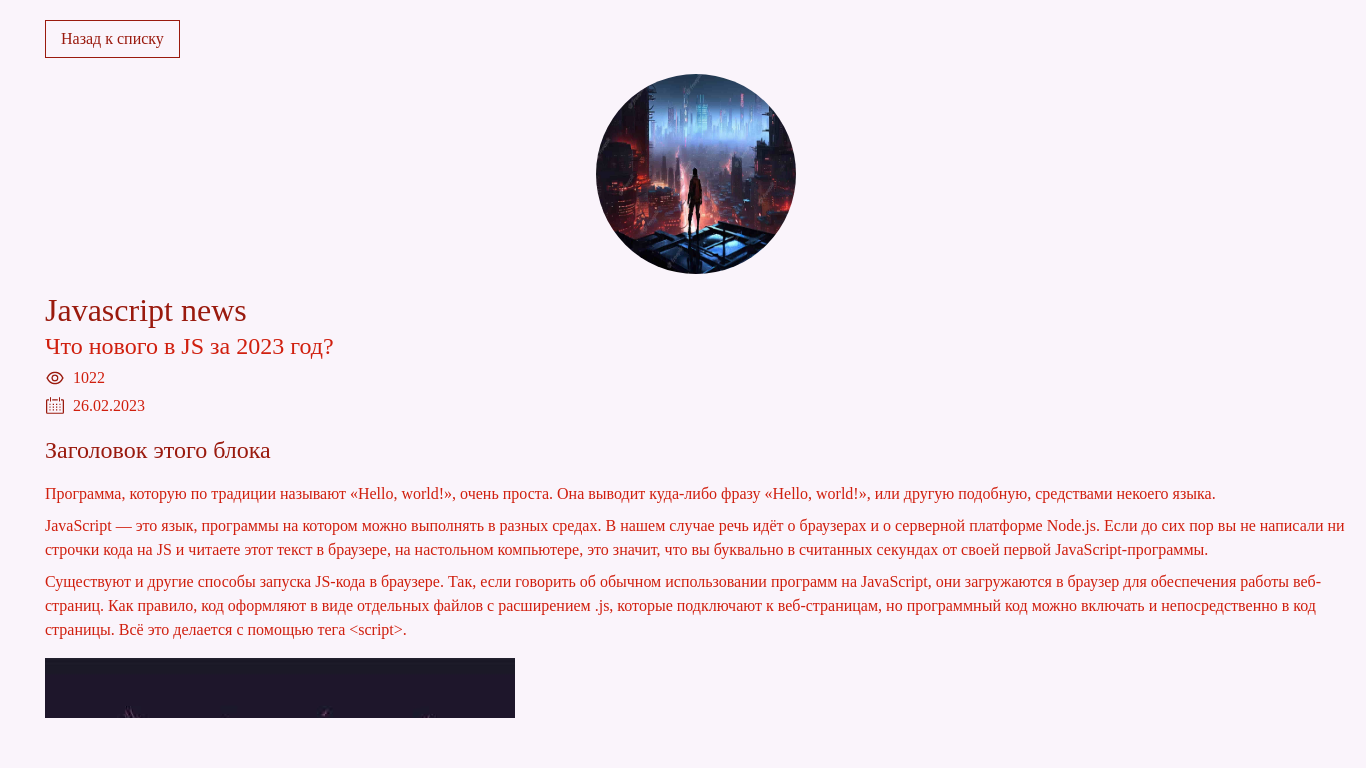 Назад к списку
Javascript news
Что нового в JS за 2023 год?
1022
26.02.2023
Заголовок этого блока
Программа, которую по традиции называют «Hello, world!», очень проста. Она выводит куда-либо фразу «Hello, world!», или другую подобную, средствами некоего языка.
JavaScript — это язык, программы на котором можно выполнять в разных средах. В нашем случае речь идёт о браузерах и о серверной платформе Node.js. Если до сих пор вы не написали ни
строчки кода на JS и читаете этот текст в браузере, на настольном компьютере, это значит, что вы буквально в считанных секундах от своей первой JavaScript-программы.
Существуют и другие способы запуска JS-кода в браузере. Так, если говорить об обычном использовании программ на JavaScript, они загружаются в браузер для обеспечения работы веб-
страниц. Как правило, код оформляют в виде отдельных файлов с расширением .js, которые подключают к веб-страницам, но программный код можно включать и непосредственно в код
страницы. Всё это делается с помощью тега <script>.